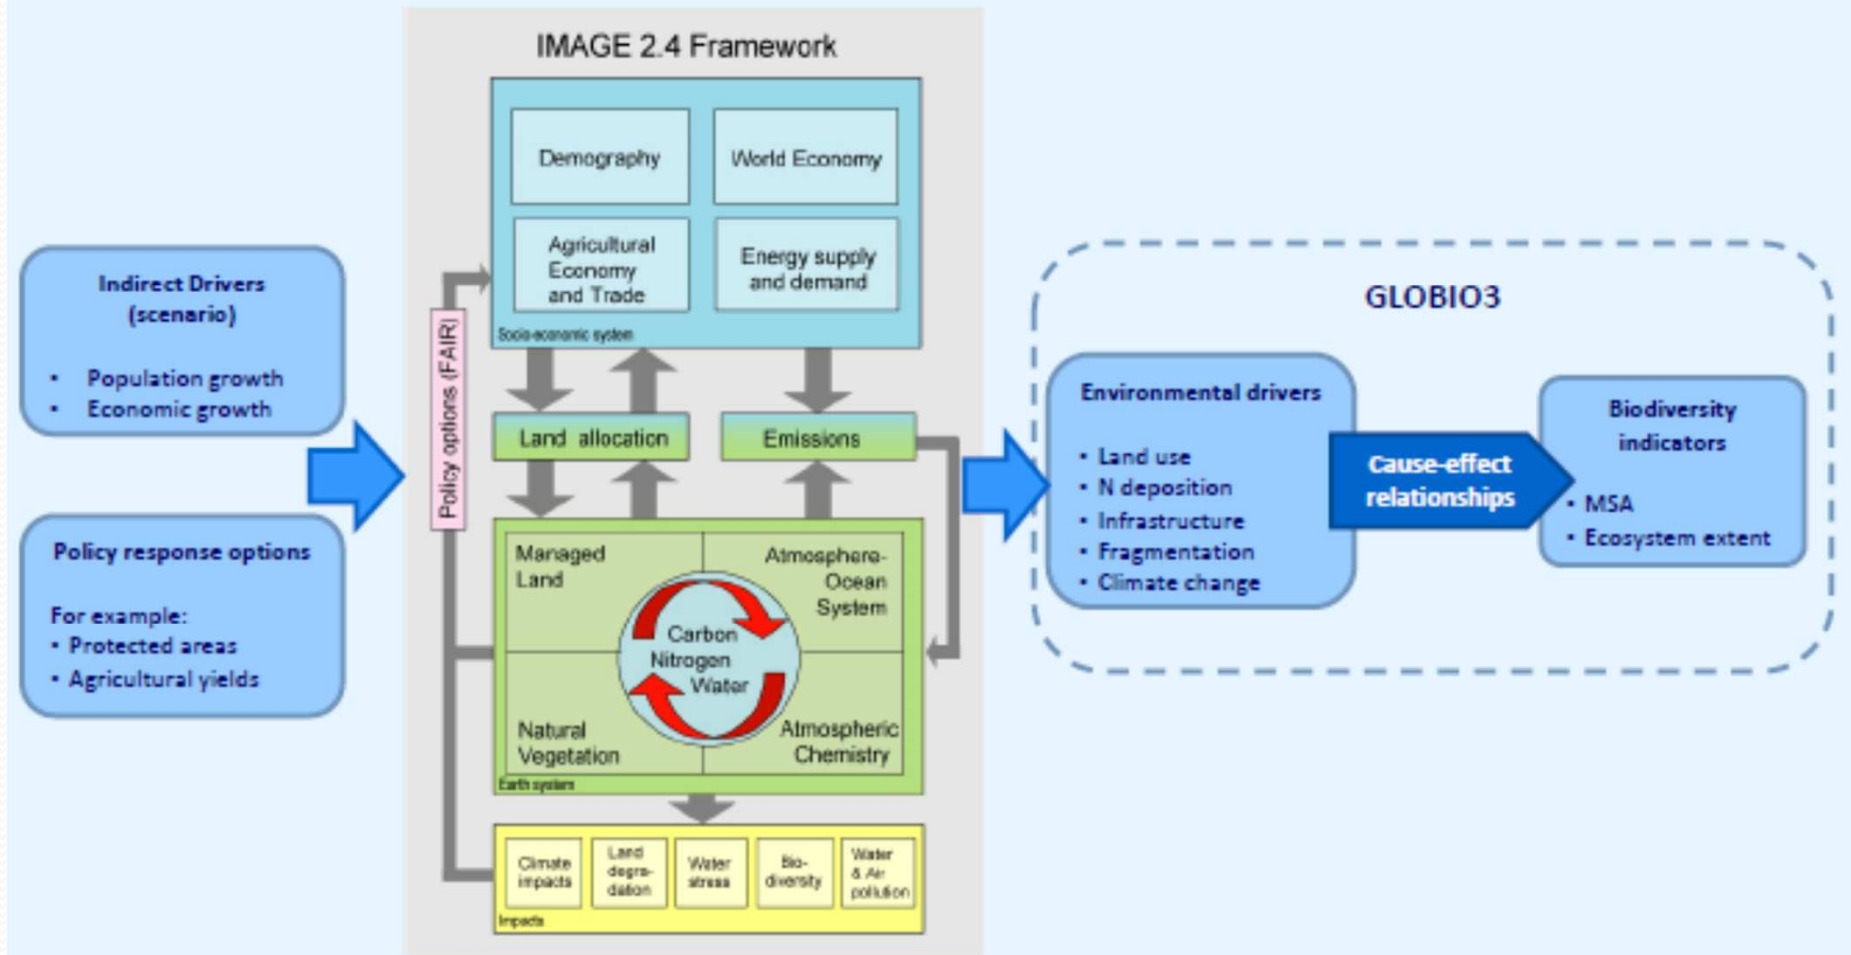 IMAGE 2.4 Framework
Demography
World Economy
Agricultural
Economy
and Trade
Energy supply
and demand
Socio-economic system
Indirect Drivers
(scenario)
• Population growth
• Economic growth
Policy response options
For example:
• Protected areas
• Agricultural yields
Policy options (FAIR)
Land allocation
Emissions
Managed
Land
Atmosphere-
Ocean
System
Carbon
Nitrogen
Water
Natural
Vegetation
Atmospheric
Chemistry
Earth system
Climate
impacts
Land
degra-
dation
Water
stress
Bio-
diversity
Water
& Air
pollution
Impacts
GLOBIO3
Environmental drivers
• Land use
• N deposition
• Infrastructure
• Fragmentation
• Climate change
Cause-effect
relationships
Biodiversity
indicators
• MSA
• Ecosystem extent